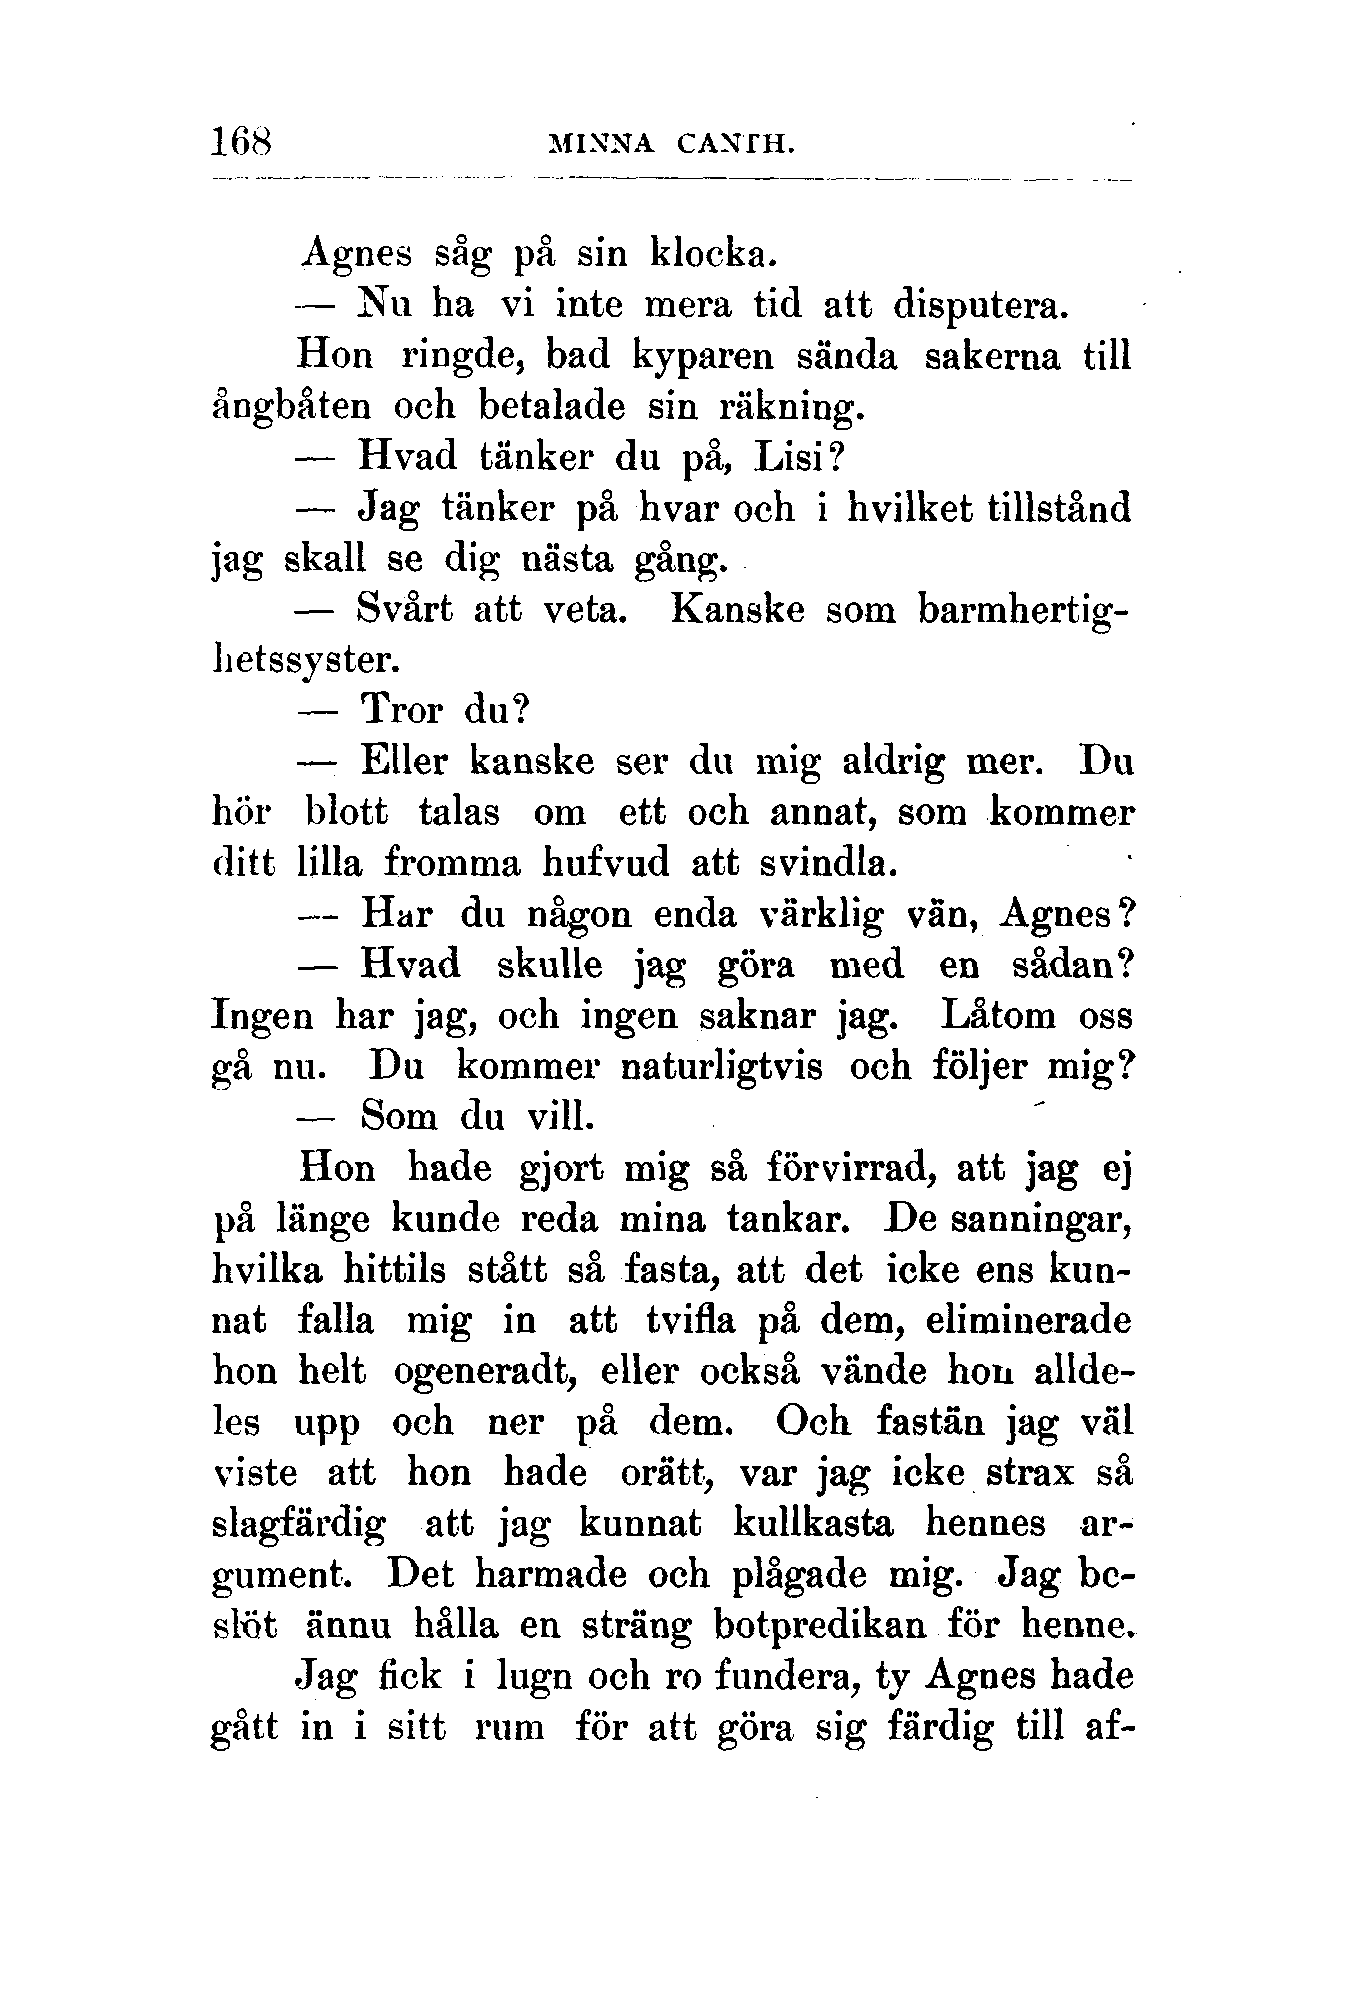 168 MINNA CANTH.
Agnes såg på sin klocka.
— Nu ha vi inte mera tid att disputera.
Hon ringde, bad kyparen sända sakerna till
ångbåten och betalade sin räkning.
— Hvad tänker du på, Lisi?
— Jag tänker på hvar och i hvilket tillstånd
jag skall se dig nästa gång.
— Svårt att veta. Kanske som barmhertig-
hetssyster.
— Tror du?
— Eller kanske ser du mig aldrig mer. Du
hör blott talas om ett och annat, som kommer
ditt lilla fromma hufvud att svindla.
— Har du någon enda värklig vän, Agnes?
— Hvad skulle jag göra med en sådan?
Ingen har jag, och ingen saknar jag. Låtom oss
gå nu. Du kommer naturligtvis och följer mig?
— Som du vill.
Hon hade gjort mig så förvirrad, att jag ej
på länge kunde reda mina tankar. De sanningar,
hvilka hittils stått så fasta, att det icke ens kun-
nat falla mig in att tvifla på dem, eliminerade
hon helt ogeneradt, eller också vände hon allde-
les upp och ner på dem. Och fastän jag väl
viste att hon hade orätt, var jag icke strax så
slagfärdig att jag kunnat kullkasta hennes ar-
gument. Det harmade och plågade mig. Jag be-
slöt ännu hålla en sträng botpredikan för henne.
Jag fick i lugn och ro fundera, ty Agnes hade
gått in i sitt rum för att göra sig färdig till af-